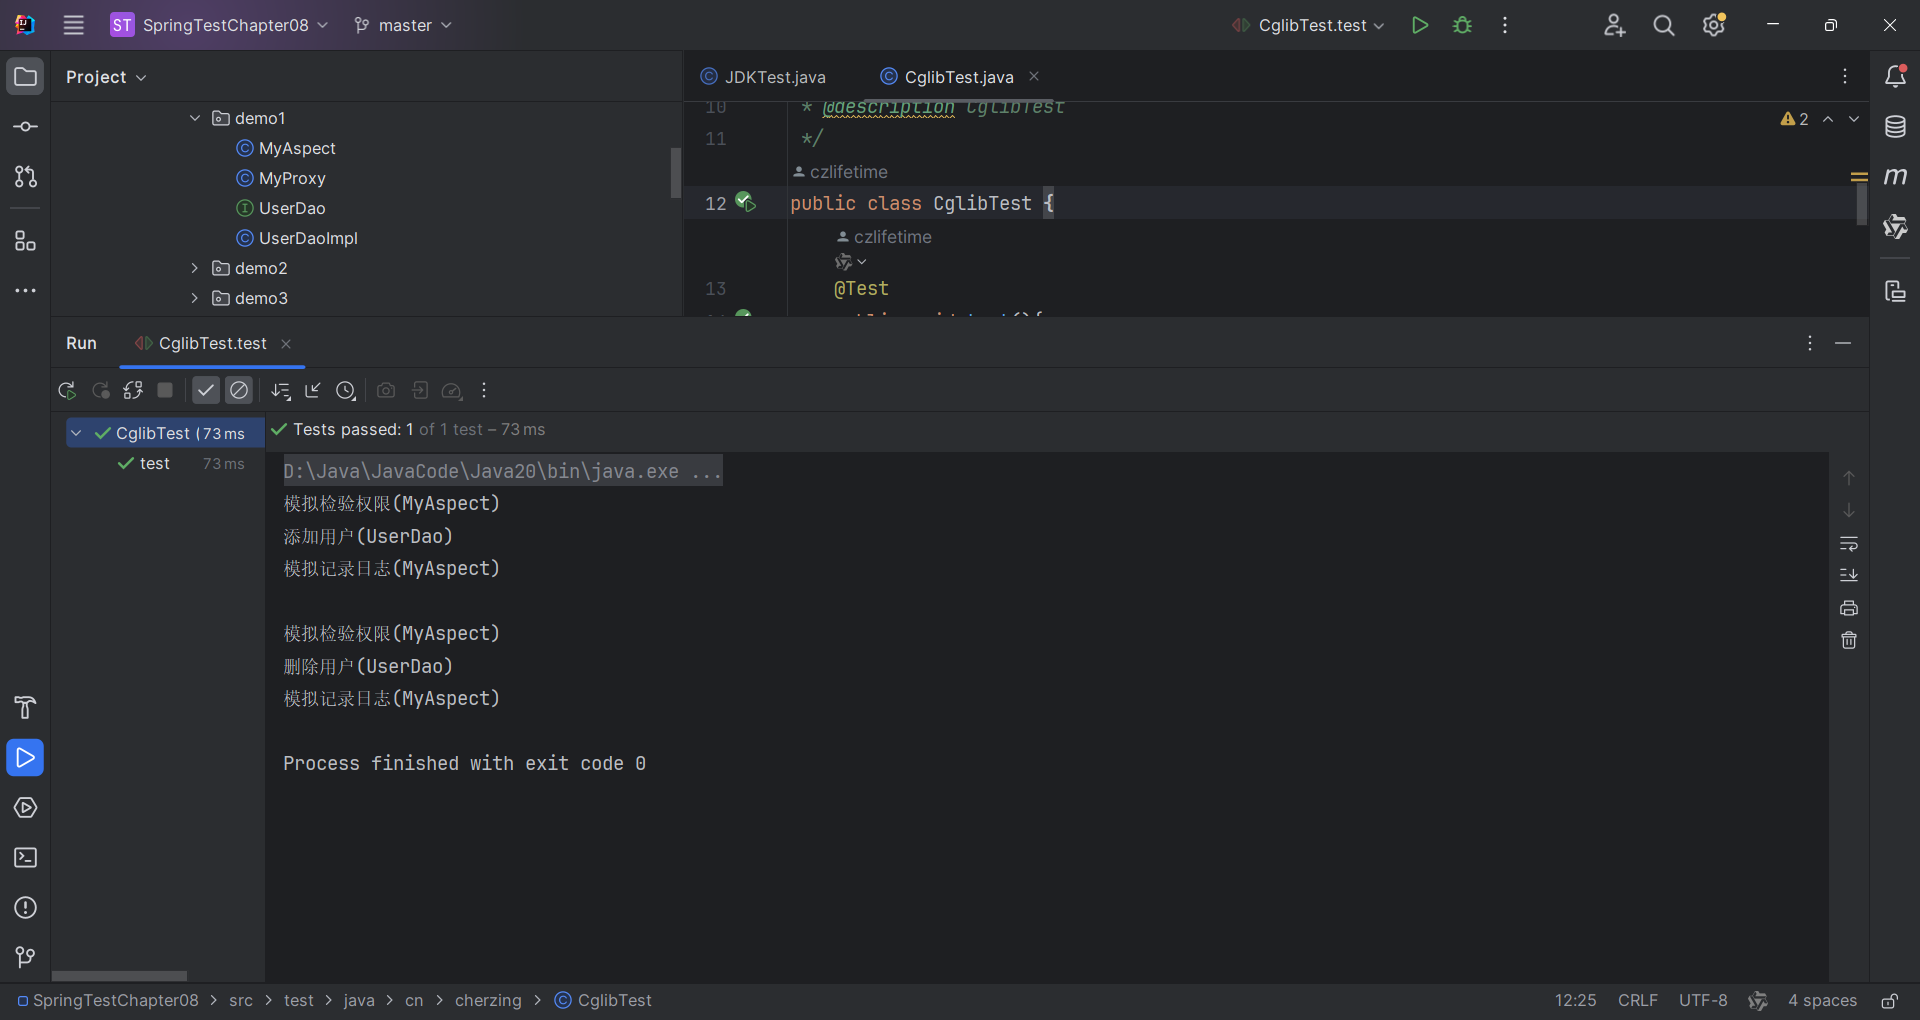 ST SpringTestChapter08 master CglibTest.test
Project
demo1
MyAspect
MyProxy
UserDao
UserDaoImpl
demo2
demo3
JDKTest.java CglibTest.java
10 * @description CglibTest
11 */
czlifetime
12 public class CglibTest {
czlifetime
13 @Test
2
Run CglibTest.test
CglibTest (73 ms
test 73 ms
Tests passed: 1 of 1 test – 73 ms
D:\Java\JavaCode\Java20\bin\java.exe ...
模拟检验权限(MyAspect)
添加用户(UserDao)
模拟记录日志(MyAspect)
模拟检验权限(MyAspect)
删除用户(UserDao)
模拟记录日志(MyAspect)
Process finished with exit code 0
SpringTestChapter08 > src > test > java > cn > cherzing > CglibTest
12:25 CRLF UTF-8 4 spaces